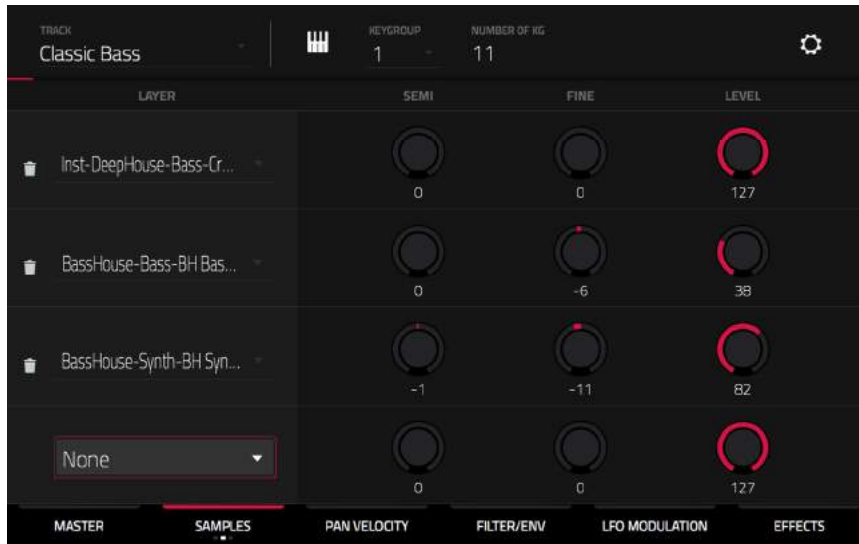 TRACK KEYGROUP NUMBER OF KG
Classic Bass 1 11
LAYER SEMI FINE LEVEL
Inst-DeepHouse-Bass-Cr...
0 0 127
BassHouse-Bass-BH Bas...
0 -6 38
BassHouse-Synth-BH Syn...
-1 -11 82
None
0 0 127
MASTER SAMPLES PAN VELOCITY FILTER/ENV LFO MODULATION EFFECTS